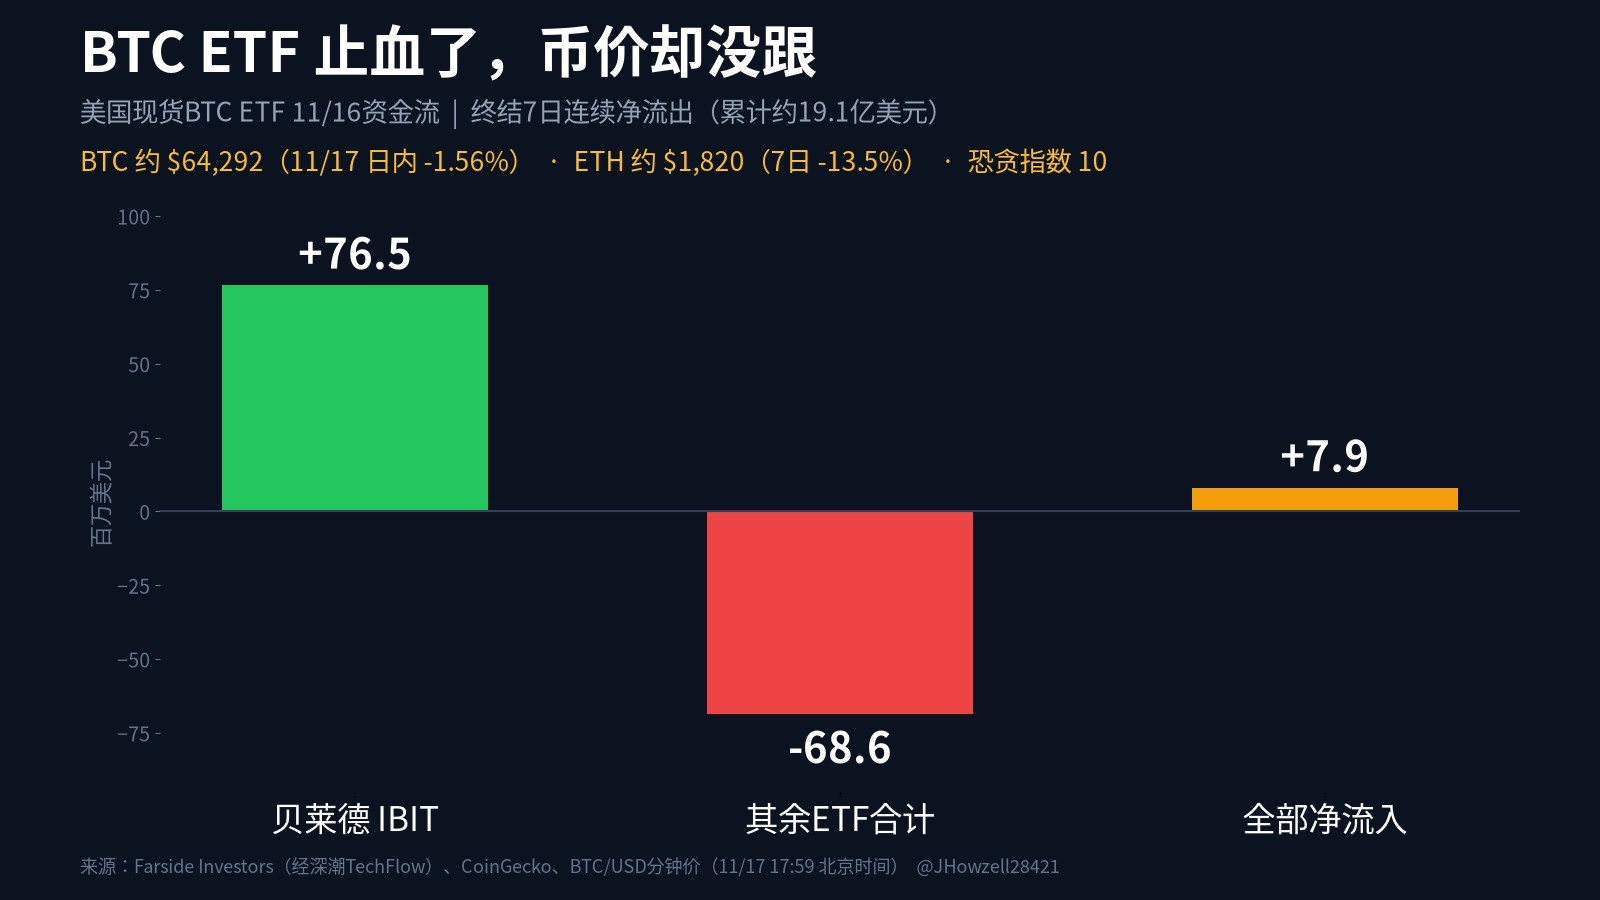 BTC ETF 止血了，币价却没跟
美国现货BTC ETF 11/16资金流｜终结7日连续净流出（累计约19.1亿美元）
BTC 约 $64,292（11/17 日内 -1.56%） · ETH 约 $1,820（7日 -13.5%） · 恐贪指数 10
百万美元
100
75
50
25
0
−25
−50
−75
+76.5
-68.6
+7.9
贝莱德 IBIT
其余ETF合计
全部净流入
来源：Farside Investors（经深潮TechFlow）、CoinGecko、BTC/USD分钟价（11/17 17:59 北京时间） @JHowzell28421